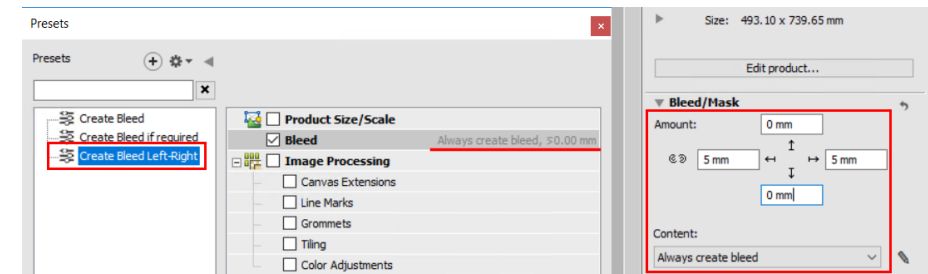 Presets
Presets
Create Bleed
Create Bleed if required
Create Bleed Left-Right
Product Size/Scale
Bleed Always create bleed, ⌲0.00 mm
Image Processing
Canvas Extensions
Line Marks
Grommets
Tiling
Color Adjustments
Size: 493.10 x 739.65 mm
Edit product...
Bleed/Mask
Amount: 0 mm
5 mm 5 mm
0 mm
Content:
Always create bleed